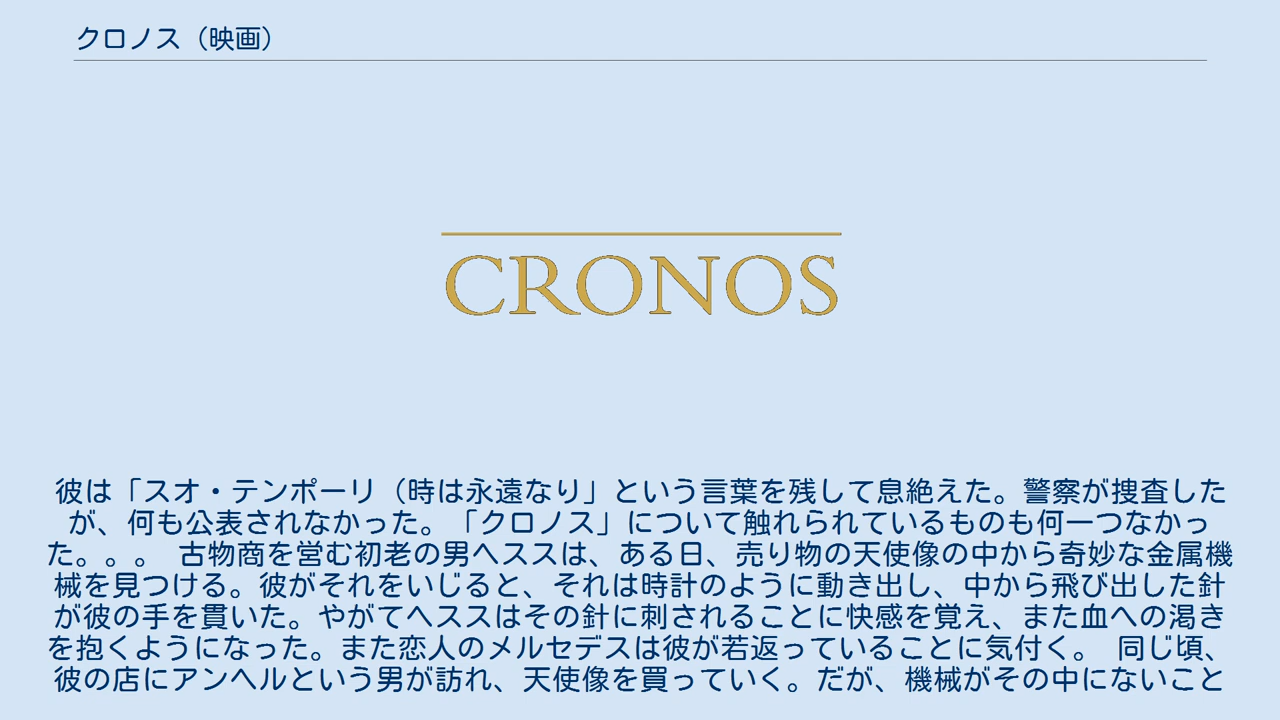 クロノス（映画）
CRONOS
彼は「スオ・テンポーリ（時は永遠なり」という言葉を残して息絶えた。警察が捜査した
が、何も公表されなかった。「クロノス」について触れられているものも何一つなかっ
た。。。 古物商を営む初老の男ヘススは、ある日、売り物の天使像の中から奇妙な金属機
械を見つける。彼がそれをいじると、それは時計のように動き出し、中から飛び出した針
が彼の手を貫いた。やがてヘススはその針に刺されることに快感を覚え、また血への渇き
を抱くようになった。また恋人のメルセデスは彼が若返っていることに気付く。 同じ頃、
彼の店にアンヘルという男が訪れ、天使像を買っていく。だが、機械がその中にないこと